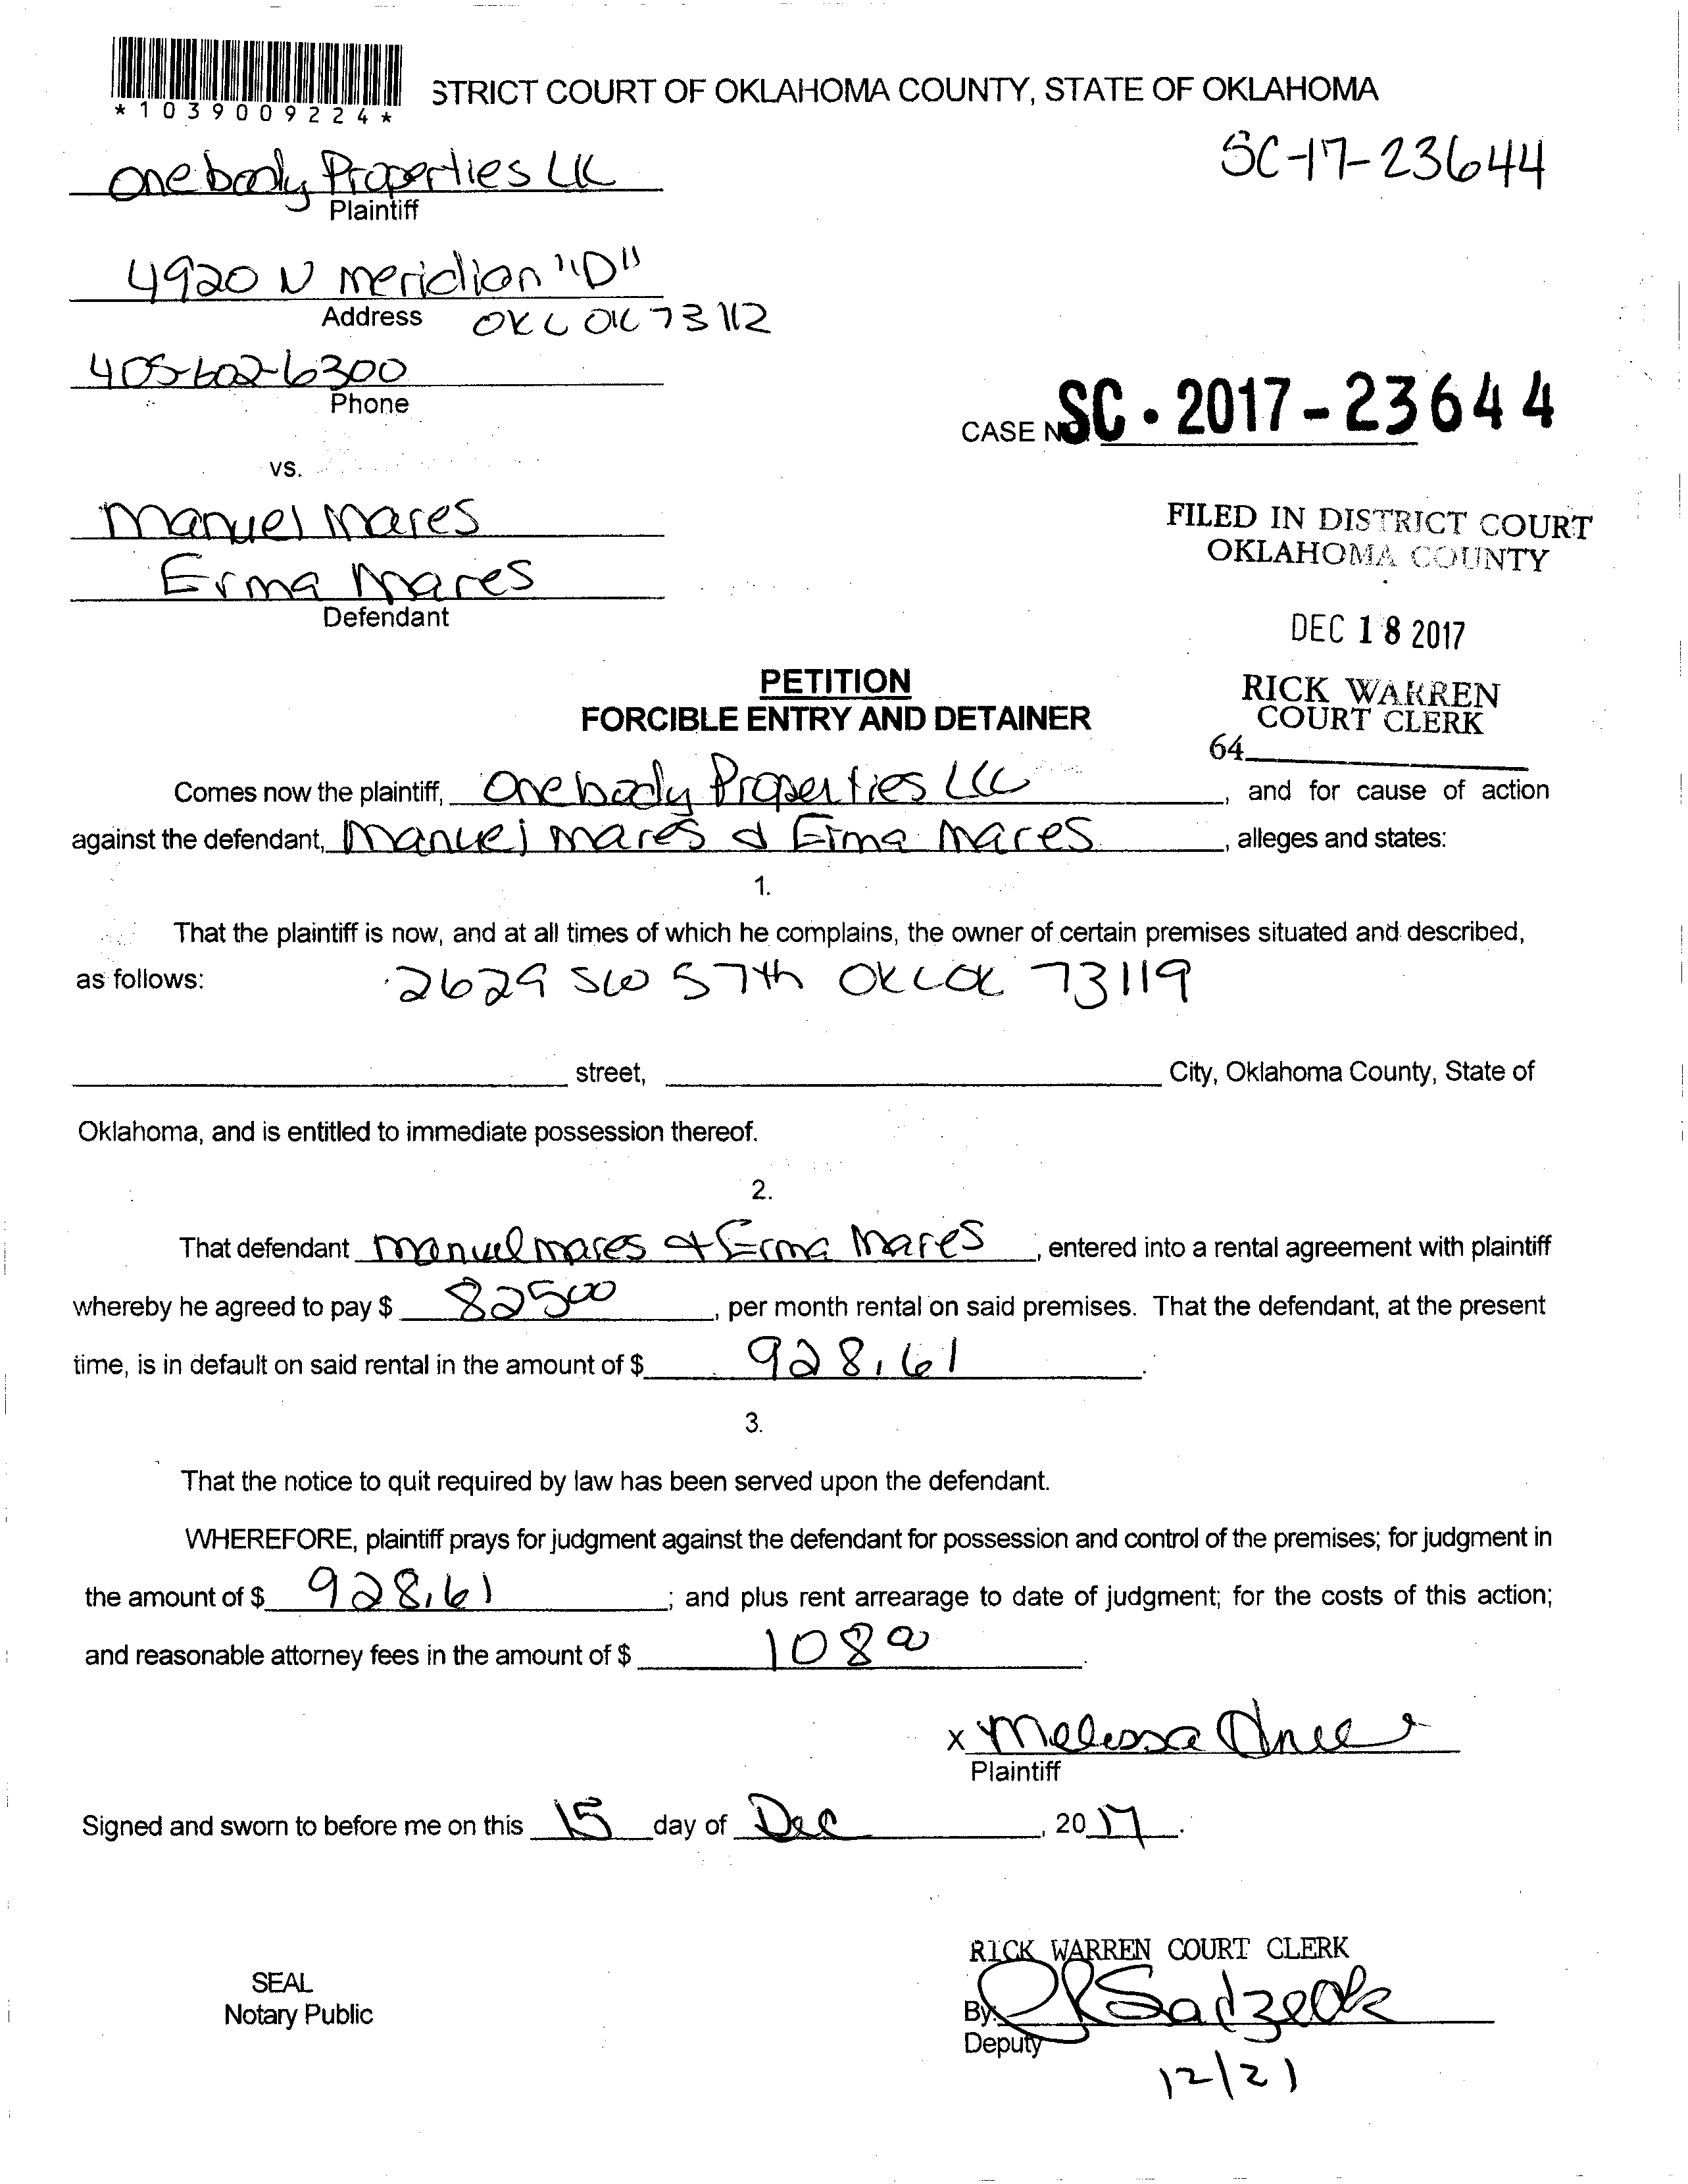 *1039009224*
STRICT COURT OF OKLAHOMA COUNTY, STATE OF OKLAHOMA
SC-17-23644
One body Properties LLC
Plaintiff
4920 N meridian "D"
Address OKC OK 73112
405-602-6300
Phone
CASE N SC • 2017-23644
vs.
manuel mares
Erma Mares
Defendant
FILED IN DISTRICT COURT
OKLAHOMA COUNTY
DEC 18 2017
RICK WARREN
COURT CLERK
64
PETITION
FORCIBLE ENTRY AND DETAINER
Comes now the plaintiff, One body Properties LLC, and for cause of action
against the defendant, Manuel mares & Erma Mares, alleges and states:
1.
That the plaintiff is now, and at all times of which he complains, the owner of certain premises situated and described,
as follows: 2629 SW 57th OKC OK 73119
street, City, Oklahoma County, State of
Oklahoma, and is entitled to immediate possession thereof.
2.
That defendant manuel mares & Erma Mares, entered into a rental agreement with plaintiff
whereby he agreed to pay $ 825 00, per month rental on said premises. That the defendant, at the present
time, is in default on said rental in the amount of $ 928.61.
3.
That the notice to quit required by law has been served upon the defendant.
WHEREFORE, plaintiff prays for judgment against the defendant for possession and control of the premises; for judgment in
the amount of $ 928.61; and plus rent arrearage to date of judgment; for the costs of this action;
and reasonable attorney fees in the amount of $ 108 00.
x Melissa
Plaintiff
Signed and sworn to before me on this 15 day of Dec, 2017.
RICK WARREN COURT CLERK
SEAL
Notary Public
By:
Deputy
12/21